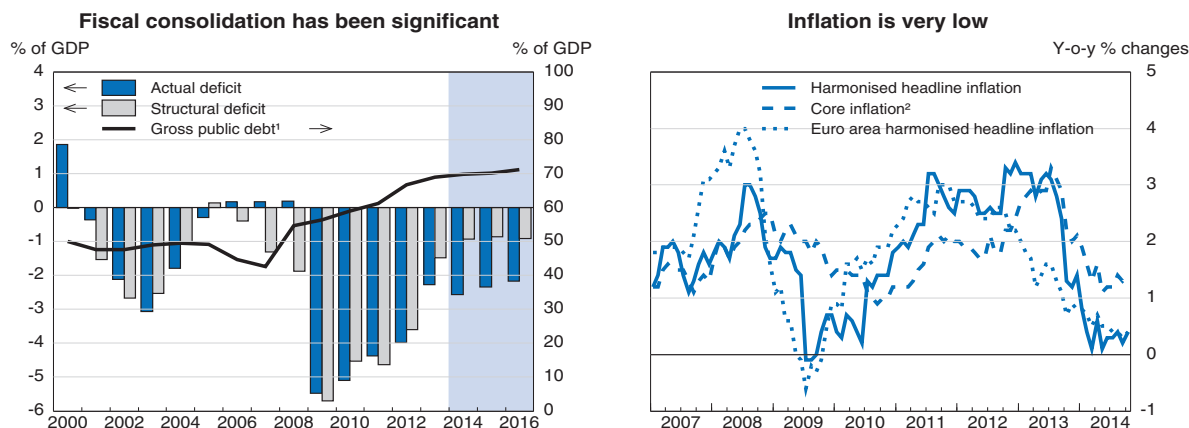 Fiscal consolidation has been significant
% of GDP
% of GDP
4
3
2
1
0
-1
-2
-3
-4
-5
-6
100
90
80
70
60
50
40
30
20
10
0
← Actual deficit
← Structural deficit
Gross public debt¹ →
2000 2002 2004 2006 2008 2010 2012 2014 2016
Inflation is very low
Y-o-y % changes
Harmonised headline inflation
Core inflation²
Euro area harmonised headline inflation
5
4
3
2
1
0
-1
2007 2008 2009 2010 2011 2012 2013 2014